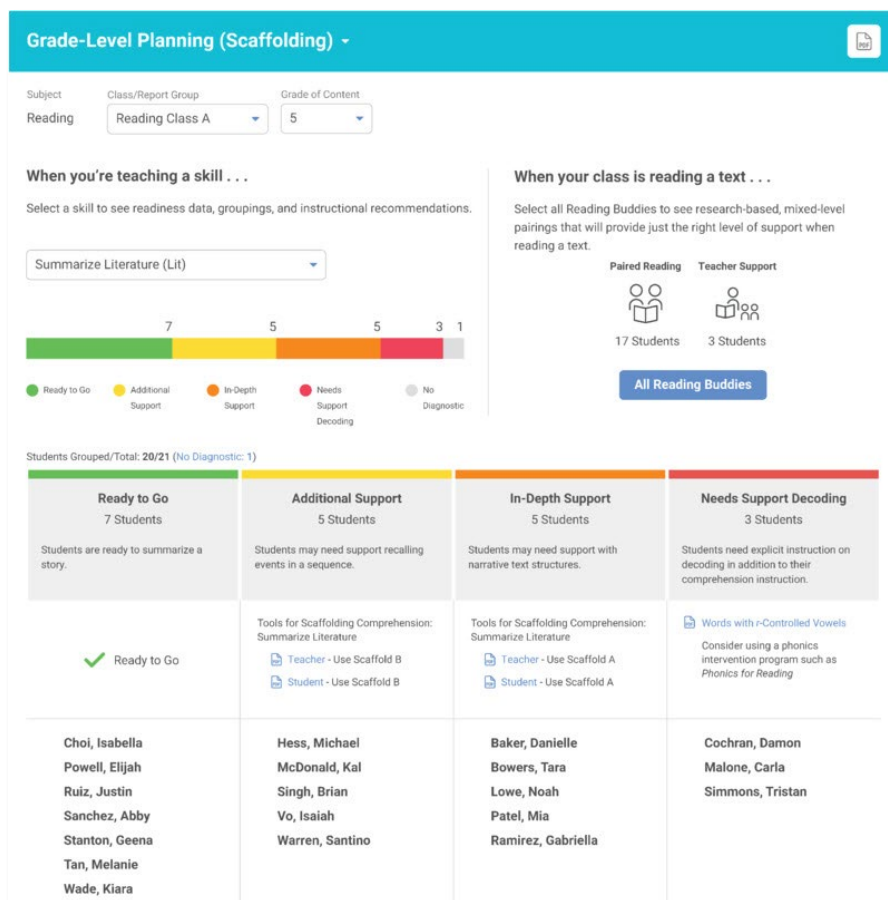 Grade-Level Planning (Scaffolding)
PDF
Subject
Class/Report Group
Grade of Content
Reading
Reading Class A
5
When you're teaching a skill . . .
Select a skill to see readiness data, groupings, and instructional recommendations.
Summarize Literature (Lit)
7 5 5 3 1
Ready to Go
Additional
Support
In-Depth
Support
Needs
Support
Decoding
No
Diagnostic
When your class is reading a text . . .
Select all Reading Buddies to see research-based, mixed-level
pairings that will provide just the right level of support when
reading a text.
Paired Reading
Teacher Support
17 Students
3 Students
All Reading Buddies
Students Grouped/Total: 20/21 (No Diagnostic: 1)
Ready to Go
7 Students
Students are ready to summarize a
story.
Ready to Go
Choi, Isabella
Powell, Elijah
Ruiz, Justin
Sanchez, Abby
Stanton, Geena
Tan, Melanie
Wade, Kiara
Additional Support
5 Students
Students may need support recalling
events in a sequence.
Tools for Scaffolding Comprehension:
Summarize Literature
Teacher - Use Scaffold B
Student - Use Scaffold B
Hess, Michael
McDonald, Kal
Singh, Brian
Vo, Isaiah
Warren, Santino
In-Depth Support
5 Students
Students may need support with
narrative text structures.
Tools for Scaffolding Comprehension:
Summarize Literature
Teacher - Use Scaffold A
Student - Use Scaffold A
Baker, Danielle
Bowers, Tara
Lowe, Noah
Patel, Mia
Ramirez, Gabriella
Needs Support Decoding
3 Students
Students need explicit instruction on
decoding in addition to their
comprehension instruction.
Words with r-Controlled Vowels
Consider using a phonics
intervention program such as
Phonics for Reading
Cochran, Damon
Malone, Carla
Simmons, Tristan